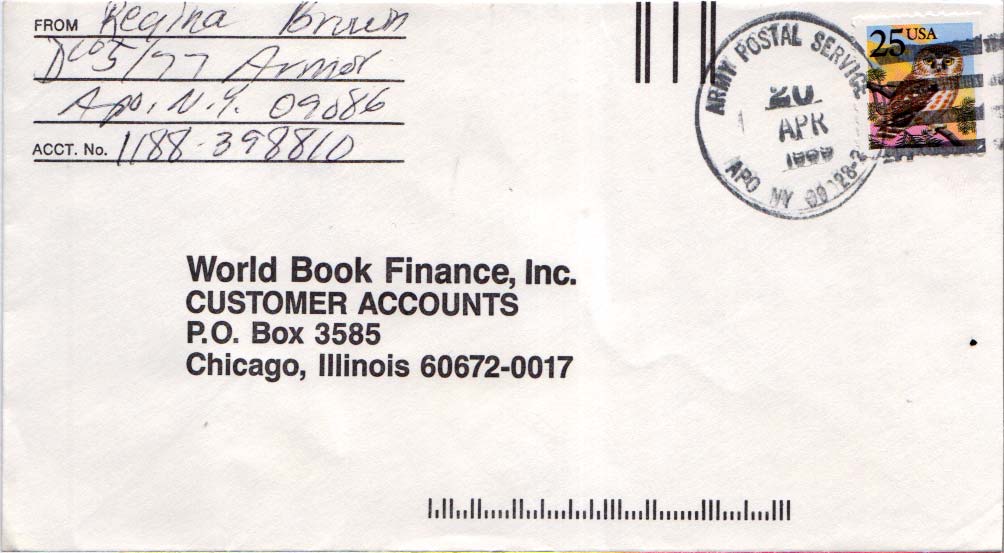 FROM Regina
D Co 5/77 Armor
Apo, N.Y. 09086
ACCT. No. 1188-398810
ARMY POSTAL SERVICE
20
APR
1989
APO NY
25 USA
World Book Finance, Inc.
CUSTOMER ACCOUNTS
P.O. Box 3585
Chicago, Illinois 60672-0017